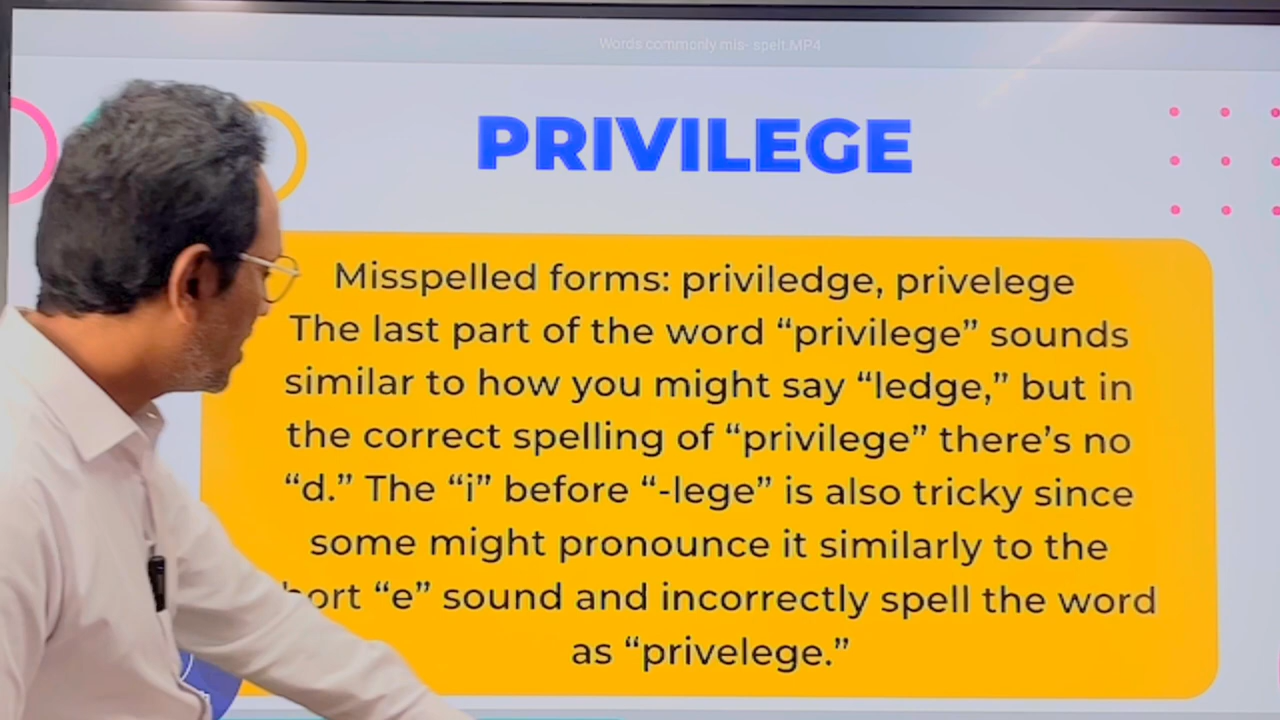 Words commonly mis- spelt.MP4
PRIVILEGE
Misspelled forms: priviledge, privelege
The last part of the word “privilege” sounds
similar to how you might say “ledge,” but in
the correct spelling of “privilege” there’s no
“d.” The “i” before “-lege” is also tricky since
some might pronounce it similarly to the
“e” sound and incorrectly spell the word
as “privelege.”